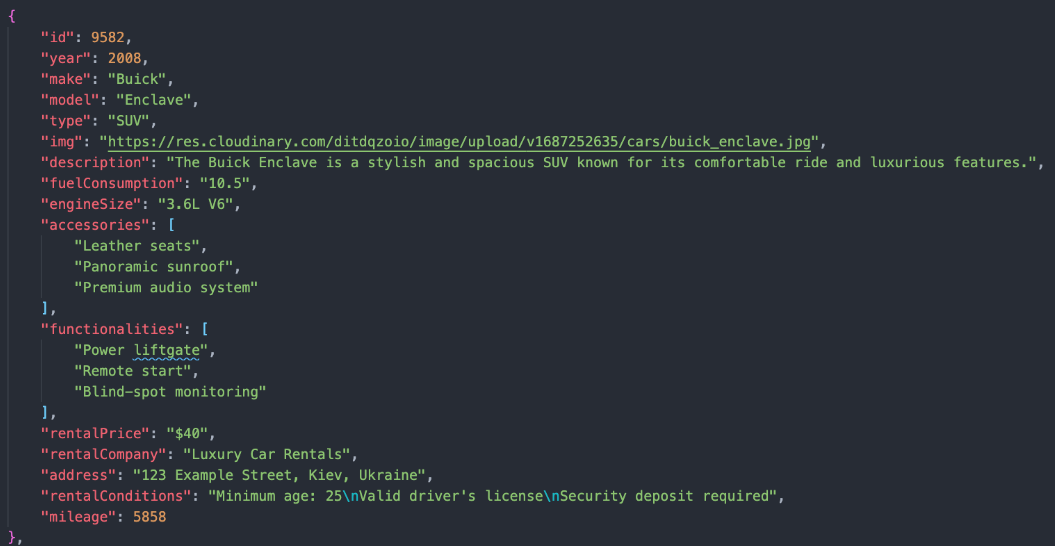 {
    "id": 9582,
    "year": 2008,
    "make": "Buick",
    "model": "Enclave",
    "type": "SUV",
    "img": "https://res.cloudinary.com/ditdqzoio/image/upload/v1687252635/cars/buick_enclave.jpg",
    "description": "The Buick Enclave is a stylish and spacious SUV known for its comfortable ride and luxurious features.",
    "fuelConsumption": "10.5",
    "engineSize": "3.6L V6",
    "accessories": [
        "Leather seats",
        "Panoramic sunroof",
        "Premium audio system"
    ],
    "functionalities": [
        "Power liftgate",
        "Remote start",
        "Blind-spot monitoring"
    ],
    "rentalPrice": "$40",
    "rentalCompany": "Luxury Car Rentals",
    "address": "123 Example Street, Kiev, Ukraine",
    "rentalConditions": "Minimum age: 25\nValid driver's license\nSecurity deposit required",
    "mileage": 5858
},